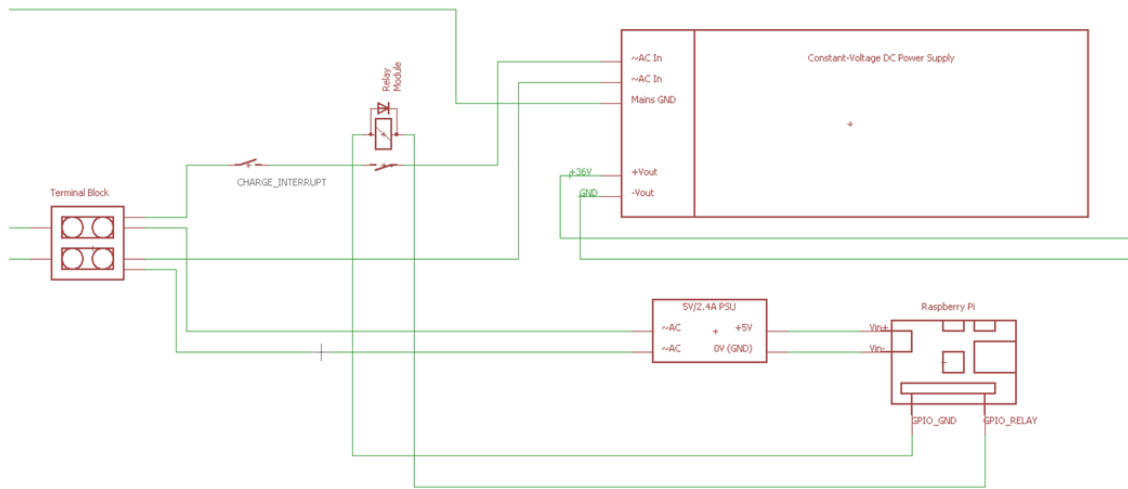 ~AC In
~AC In
Mains GND
+Vout
-Vout
Constant-Voltage DC Power Supply
Relay
Module
CHARGE_INTERRUPT
Terminal Block
+36V
GND
5V/2.4A PSU
~AC
+5V
~AC
0V (GND)
Raspberry Pi
Vin+
Vin-
GPIO_GND
GPIO_RELAY